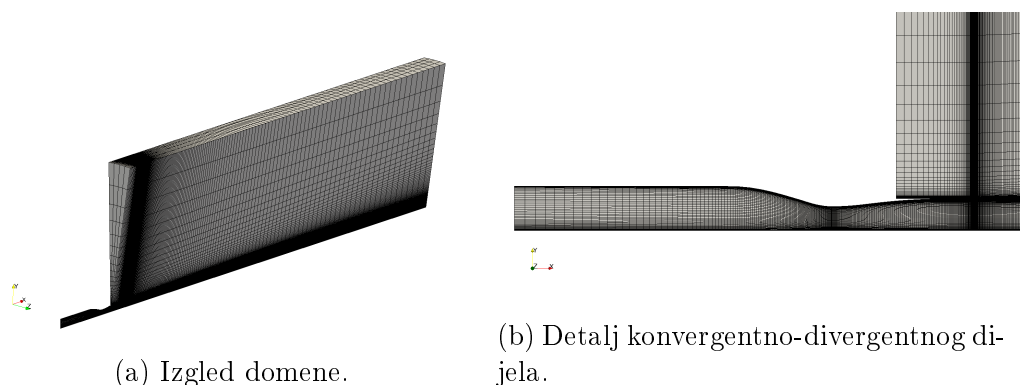 (a) Izgled domene.
(b) Detalj konvergentno-divergentnog di-
jela.